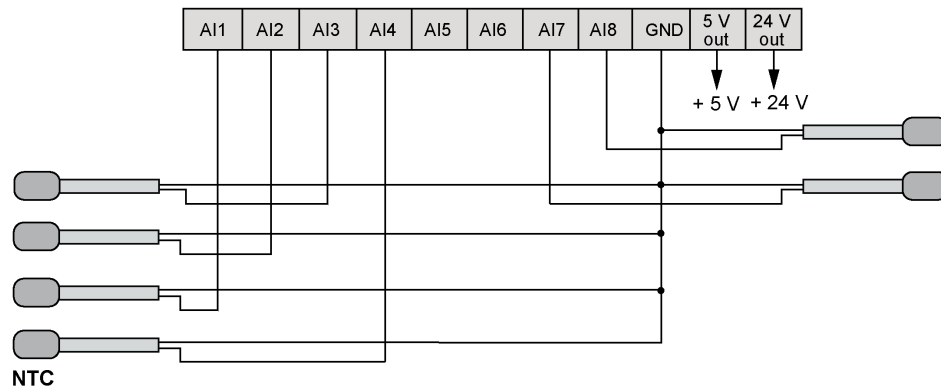 AI1 AI2 AI3 AI4 AI5 AI6 AI7 AI8 GND 5 V out 24 V out
+ 5 V + 24 V
NTC